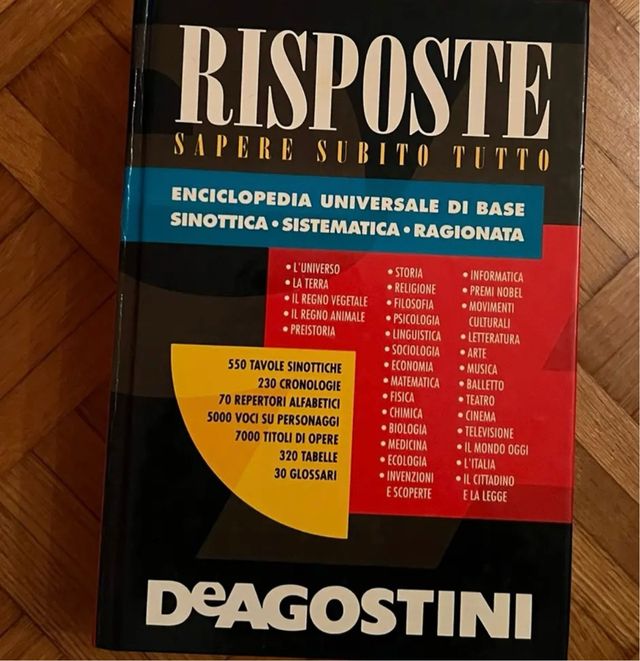 RISPOSTE
SAPERE SUBITO TUTTO
ENCICLOPEDIA UNIVERSALE DI BASE
SINOTTICA • SISTEMATICA • RAGIONATA
• L'UNIVERSO
• LA TERRA
• IL REGNO VEGETALE
• IL REGNO ANIMALE
• PREISTORIA
• STORIA
• RELIGIONE
• FILOSOFIA
• PSICOLOGIA
• LINGUISTICA
• SOCIOLOGIA
• ECONOMIA
• MATEMATICA
• FISICA
• CHIMICA
• BIOLOGIA
• MEDICINA
• ECOLOGIA
• INVENZIONI
E SCOPERTE
• INFORMATICA
• PREMI NOBEL
• MOVIMENTI
CULTURALI
• LETTERATURA
• ARTE
• MUSICA
• BALLETTO
• TEATRO
• CINEMA
• TELEVISIONE
• IL MONDO OGGI
• L'ITALIA
• IL CITTADINO
E LA LEGGE
550 TAVOLE SINOTTICHE
230 CRONOLOGIE
70 REPERTORI ALFABETICI
5000 VOCI SU PERSONAGGI
7000 TITOLI DI OPERE
320 TABELLE
30 GLOSSARI
DeAGOSTINI